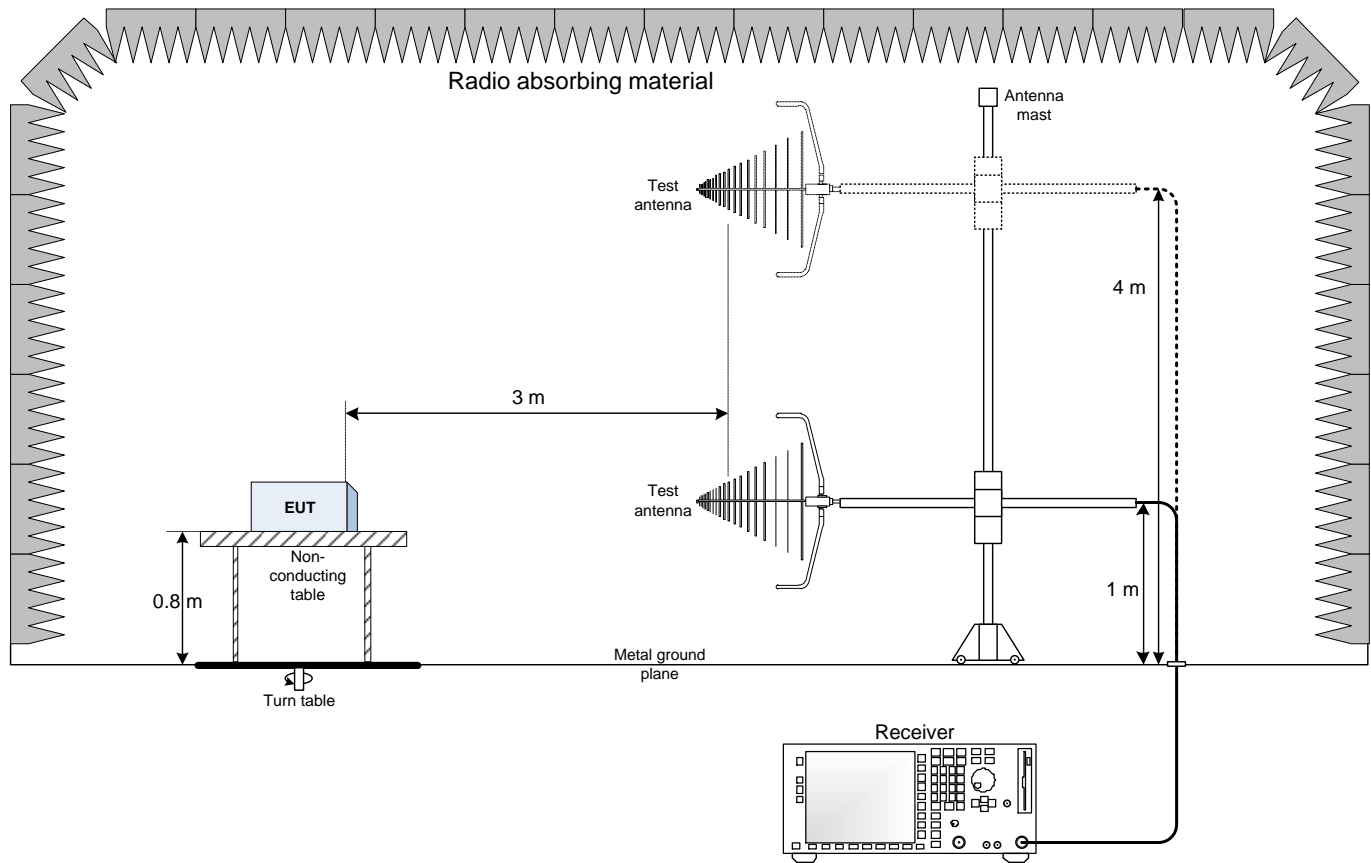 Radio absorbing material
Antenna
mast
Test
antenna
4 m
3 m
Test
antenna
EUT
Non-
conducting
table
0.8 m
1 m
Metal ground
plane
Turn table
Receiver